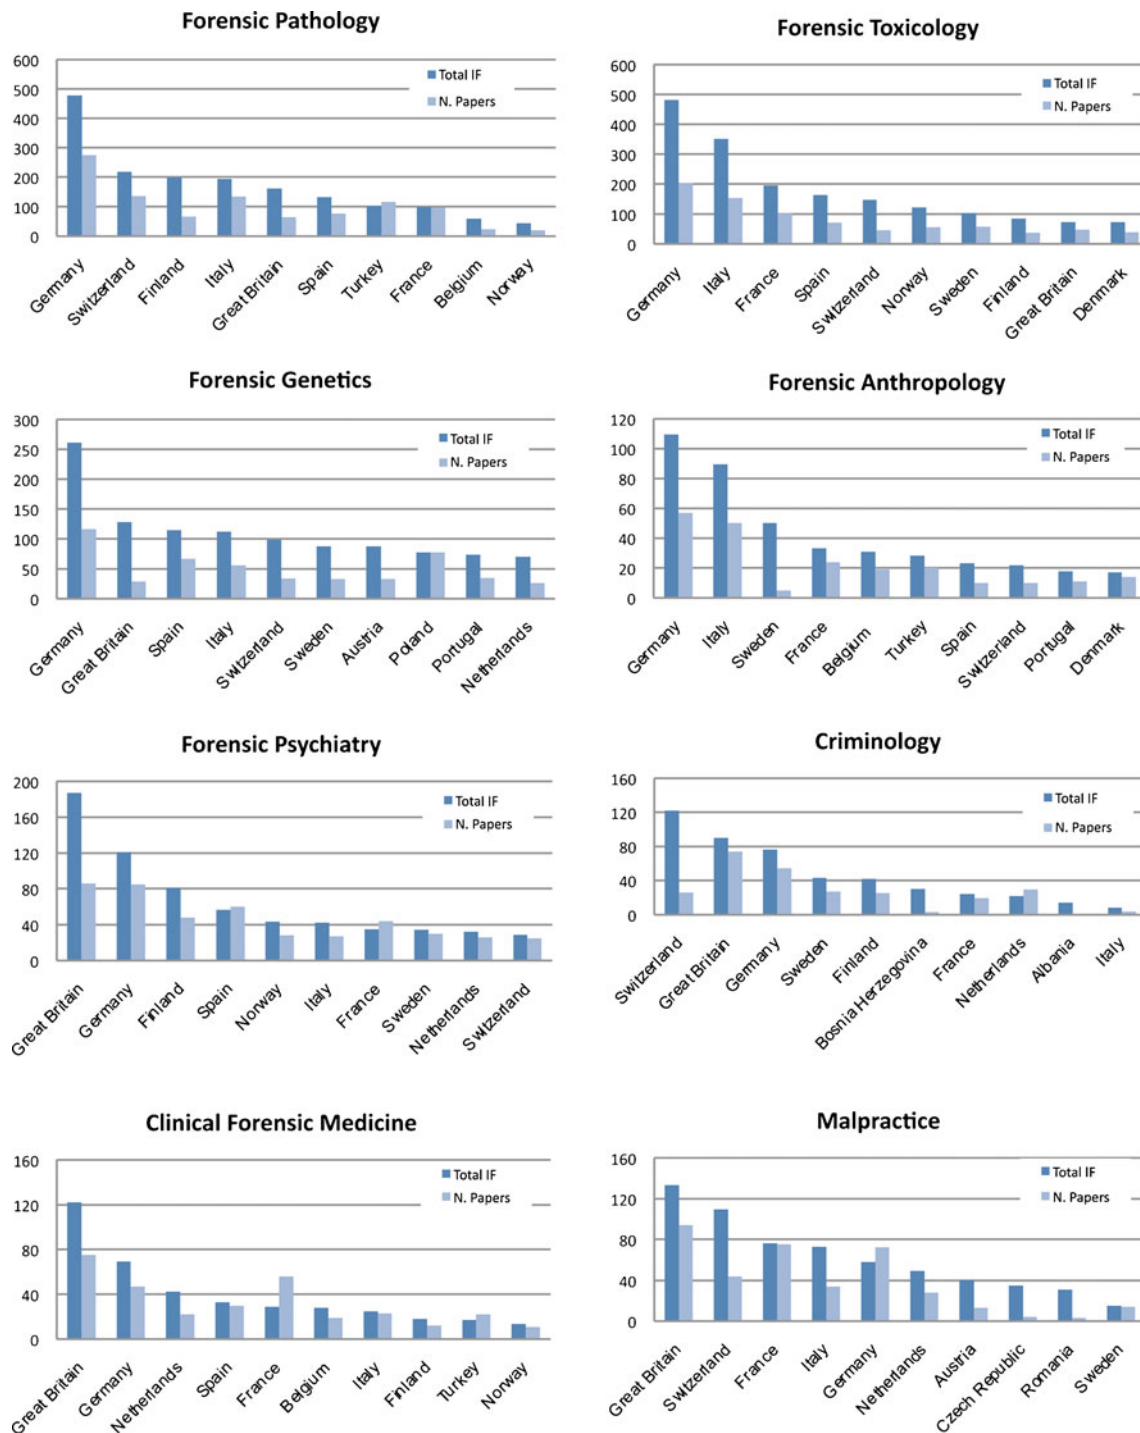 Forensic Pathology
600
500
400
300
200
100
0
Total IF
N. Papers
Germany
Switzerland
Finland
Italy
Great Britain
Spain
Turkey
France
Belgium
Norway
Forensic Toxicology
600
500
400
300
200
100
0
Total IF
N. Papers
Germany
Italy
France
Spain
Switzerland
Norway
Sweden
Finland
Great Britain
Denmark
Forensic Genetics
300
250
200
150
100
50
0
Total IF
N. Papers
Germany
Great Britain
Spain
Italy
Switzerland
Sweden
Austria
Poland
Portugal
Netherlands
Forensic Anthropology
120
100
80
60
40
20
0
Total IF
N. Papers
Germany
Italy
Sweden
France
Belgium
Turkey
Spain
Switzerland
Portugal
Denmark
Forensic Psychiatry
200
160
120
80
40
0
Total IF
N. Papers
Great Britain
Germany
Finland
Spain
Norway
Italy
France
Sweden
Netherlands
Switzerland
Criminology
160
120
80
40
0
Total IF
N. Papers
Switzerland
Great Britain
Germany
Sweden
Finland
Bosnia Herzegovina
France
Netherlands
Albania
Italy
Clinical Forensic Medicine
160
120
80
40
0
Total IF
N. Papers
Great Britain
Germany
Netherlands
Spain
France
Belgium
Italy
Finland
Turkey
Norway
Malpractice
160
120
80
40
0
Total IF
N. Papers
Great Britain
Switzerland
France
Italy
Germany
Netherlands
Austria
Czech Republic
Romania
Sweden